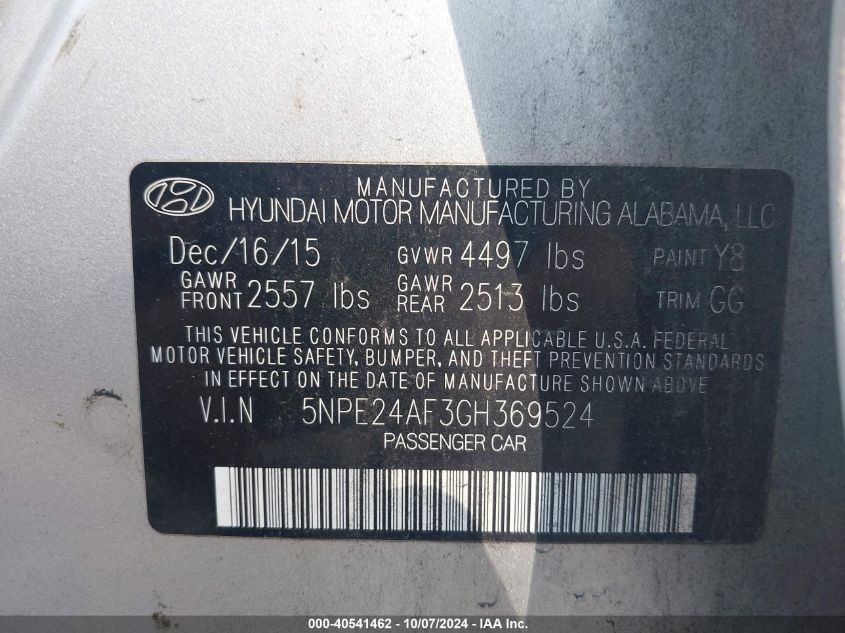 MANUFACTURED BY
HYUNDAI MOTOR MANUFACTURING ALABAMA, LLC
Dec/16/15 GVWR 4497 lbs PAINT Y8
GAWR FRONT 2557 lbs GAWR REAR 2513 lbs TRIM GG
THIS VEHICLE CONFORMS TO ALL APPLICABLE U.S.A. FEDERAL
MOTOR VEHICLE SAFETY, BUMPER, AND THEFT PREVENTION STANDARDS
IN EFFECT ON THE DATE OF MANUFACTURE SHOWN ABOVE
V.I.N 5NPE24AF3GH369524
PASSENGER CAR
000-40541462 - 10/07/2024 - IAAI.COM